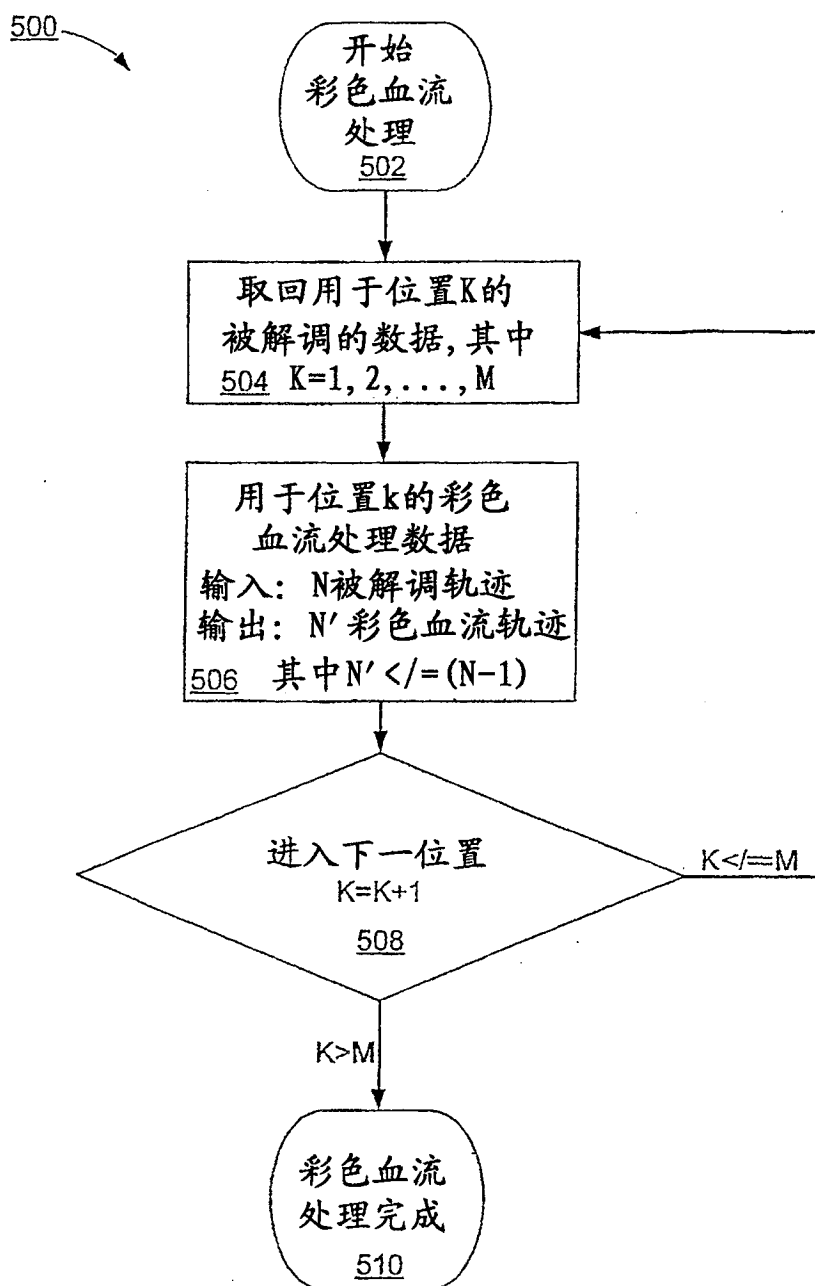 500
开始
彩色血流
处理
502
取回用于位置K的
被解调的数据,其中
504 K=1,2,...,M
用于位置k的彩色
血流处理数据
输入: N被解调轨迹
输出: N′彩色血流轨迹
506 其中N′</=(N-1)
进入下一位置
K=K+1
508
K</==M
K>M
彩色血流
处理完成
510